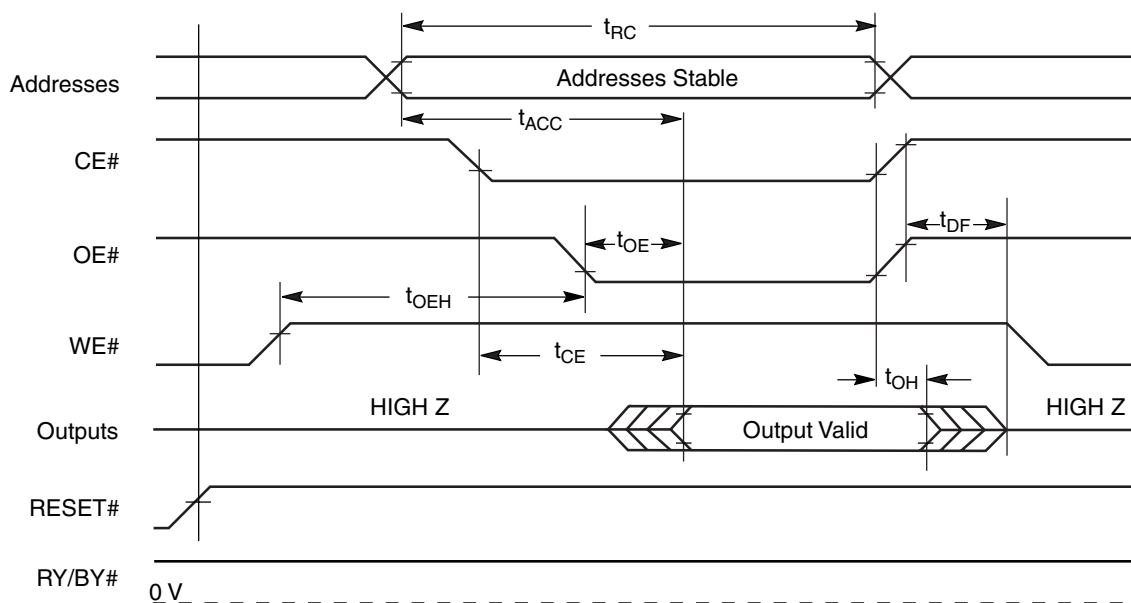 tRC
Addresses
Addresses Stable
tACC
CE#
OE#
tOE
tDF
tOEH
WE#
tCE
tOH
HIGH Z
HIGH Z
Outputs
Output Valid
RESET#
RY/BY#
0 V